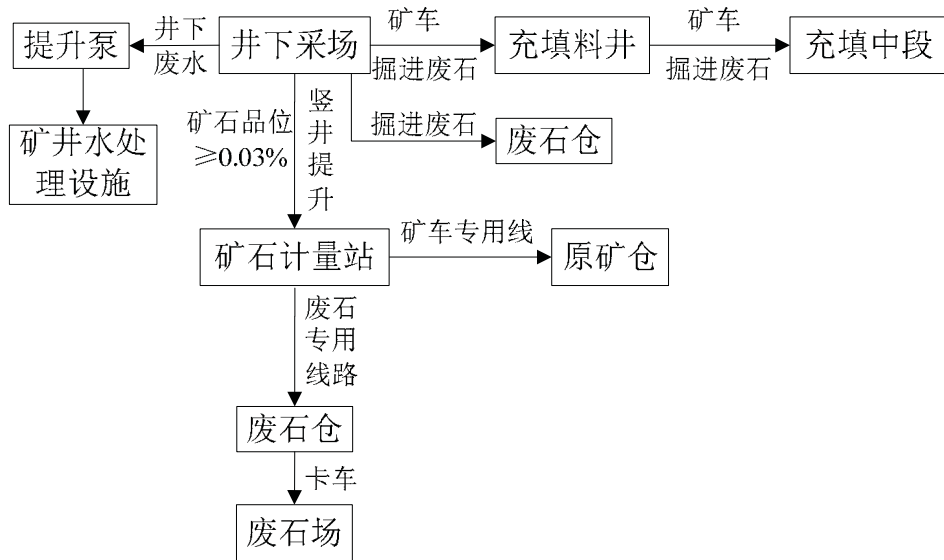 提升泵
井下
废水
井下采场
矿车
掘进废石
充填料井
矿车
掘进废石
充填中段
矿井水处
理设施
矿石品位
≥0.03%
竖井提升
掘进废石
废石仓
矿石计量站
矿车专用线
原矿仓
废石
专用
线路
废石仓
卡车
废石场